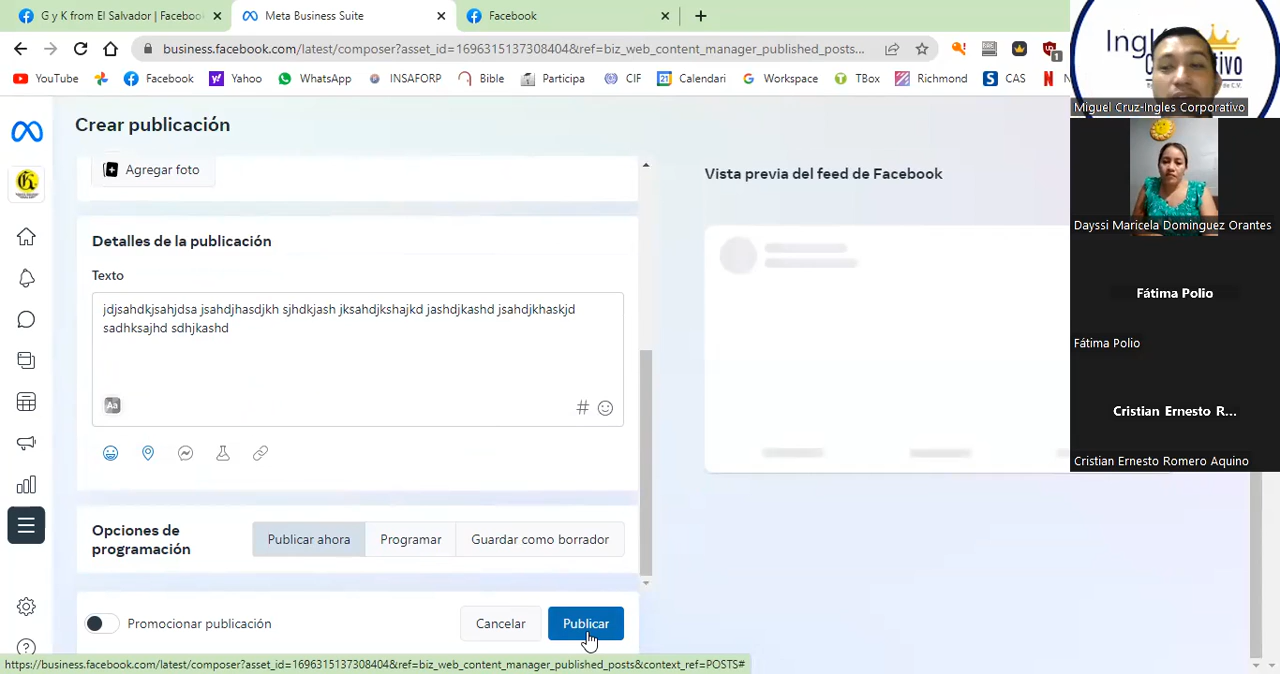 G y K from El Salvador | Faceboo
Meta Business Suite
Facebook
business.facebook.com/latest/composer?asset_id=1696315137308404&ref=biz_web_content_manager_published_posts...
1
YouTube
Facebook
Yahoo
WhatsApp
INSAFORP
Bible
Participa
CIF
Calendari
Workspace
TBox
Richmond
CAS
Crear publicación
Agregar foto
Detalles de la publicación
Texto
jdjsahdkjsahjdsa jsahdjhasdjkh sjhdkjash jksahdjkshajkd jashdjkashd jsahdjkhaskjd
sadhksajhd sdhjkashd
Aa
#
Opciones de
programación
Publicar ahora
Programar
Guardar como borrador
Promocionar publicación
Cancelar
Publicar
https://business.facebook.com/latest/composer?asset_id=1696315137308404&ref=biz_web_content_manager_published_posts&context_ref=POSTS#
Vista previa del feed de Facebook
Miguel Cruz-Ingles Corporativo
Dayssi Maricela Dominguez Orantes
Fátima Polio
Fátima Polio
Cristian Ernesto R...
Cristian Ernesto Romero Aquino